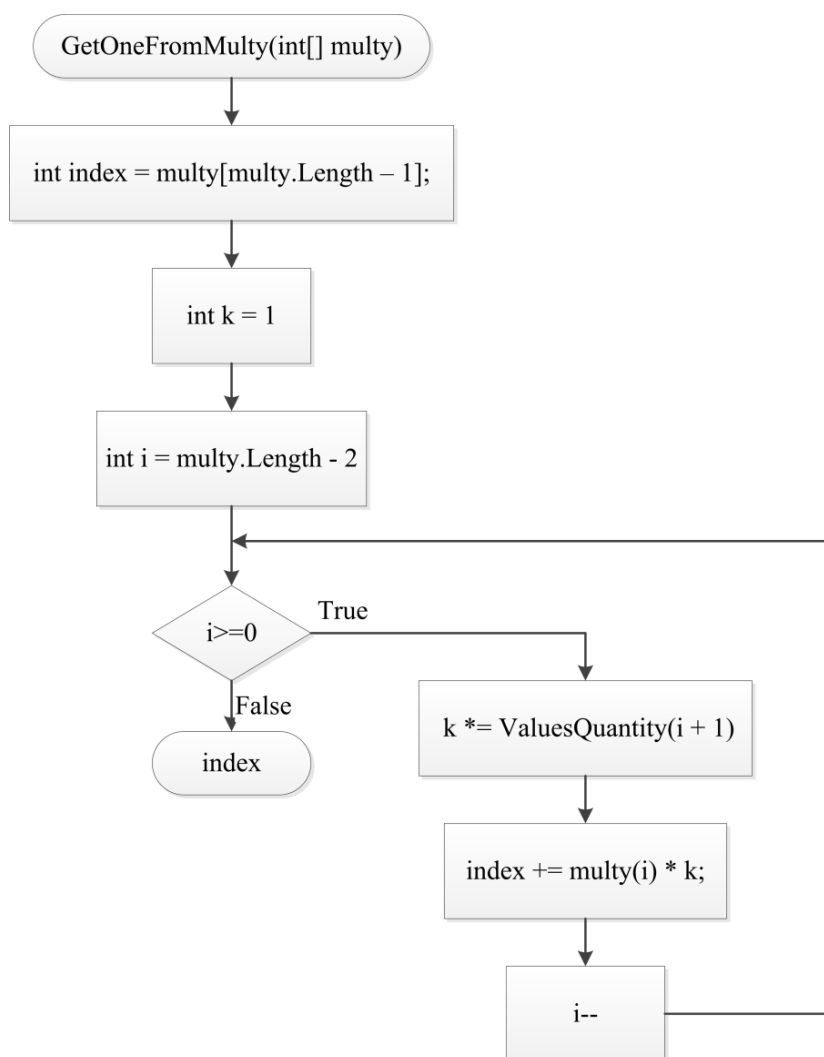 GetOneFromMulty(int[] multy)
int index = multy[multy.Length – 1];
int k = 1
int i = multy.Length - 2
i>=0
True
False
index
k *= ValuesQuantity(i + 1)
index += multy(i) * k;
i--